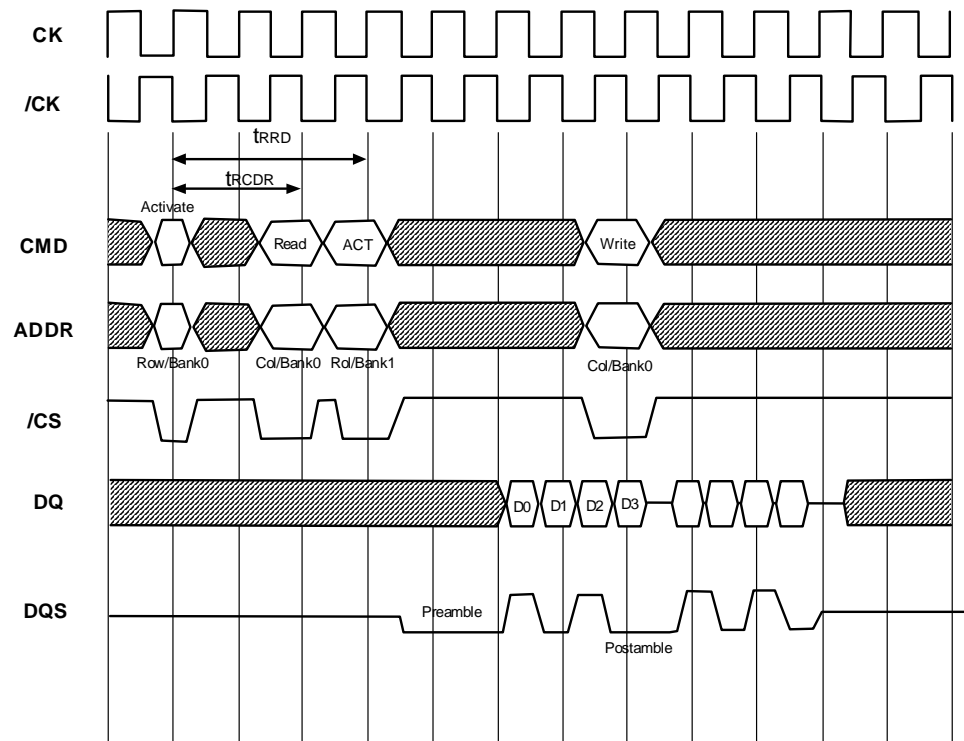 CK
/CK
tRRD
tRCDR
Activate
CMD
Read
ACT
Write
ADDR
Row/Bank0
Col/Bank0
Rol/Bank1
Col/Bank0
/CS
DQ
D0
D1
D2
D3
DQS
Preamble
Postamble